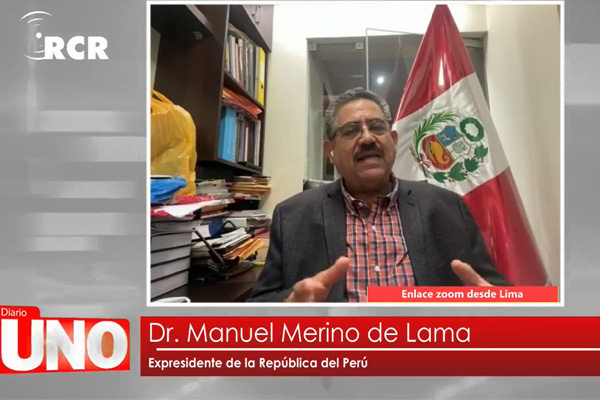 RCR
Enlace zoom desde Lima
Diario
UNO
Dr. Manuel Merino de Lama
Expresidente de la República del Perú